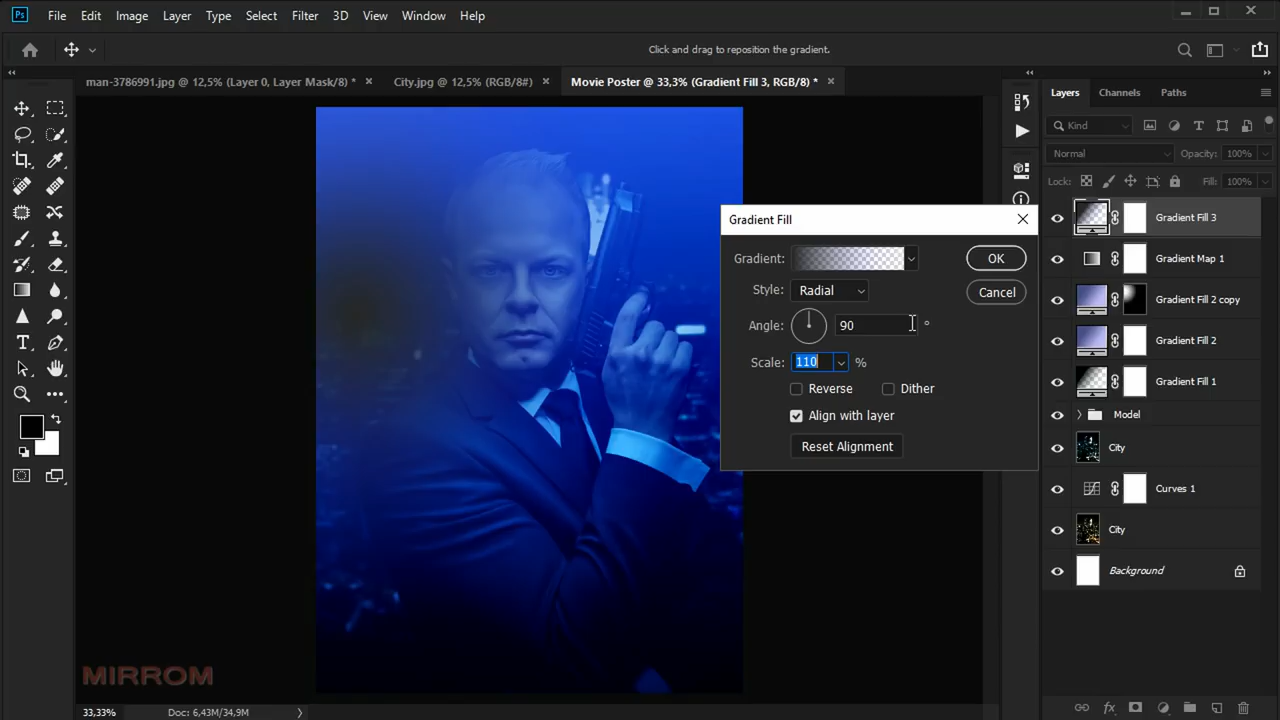 Ps File Edit Image Layer Type Select Filter 3D View Window Help
Click and drag to reposition the gradient.
man-3786991.jpg @ 12,5% (Layer 0, Layer Mask/8) * City.jpg @ 12,5% (RGB/8#) Movie Poster @ 33,3% (Gradient Fill 3, RGB/8) *
Layers Channels Paths
Kind
Normal Opacity: 100%
Lock: Fill: 100%
Gradient Fill 3
Gradient Map 1
Gradient Fill 2 copy
Gradient Fill 2
Gradient Fill 1
Model
City
Curves 1
City
Background
Gradient Fill
Gradient: OK
Style: Radial Cancel
Angle: 90 °
Scale: 110 %
Reverse Dither
Align with layer
Reset Alignment
MIRROM
33,33% Doc: 6,43M/34,9M